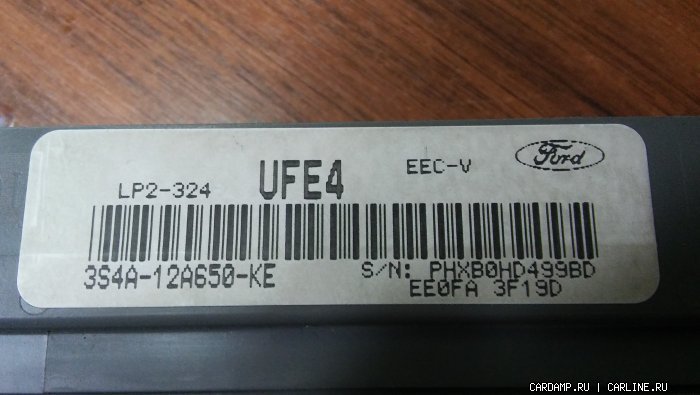 Ford
EEC-V
UFE4
LP2-324
3S4A-12A650-KE
S/N: PHXB0HD499BD
EE0FA 3F19D
CARDAMP.RU | CARLINE.RU